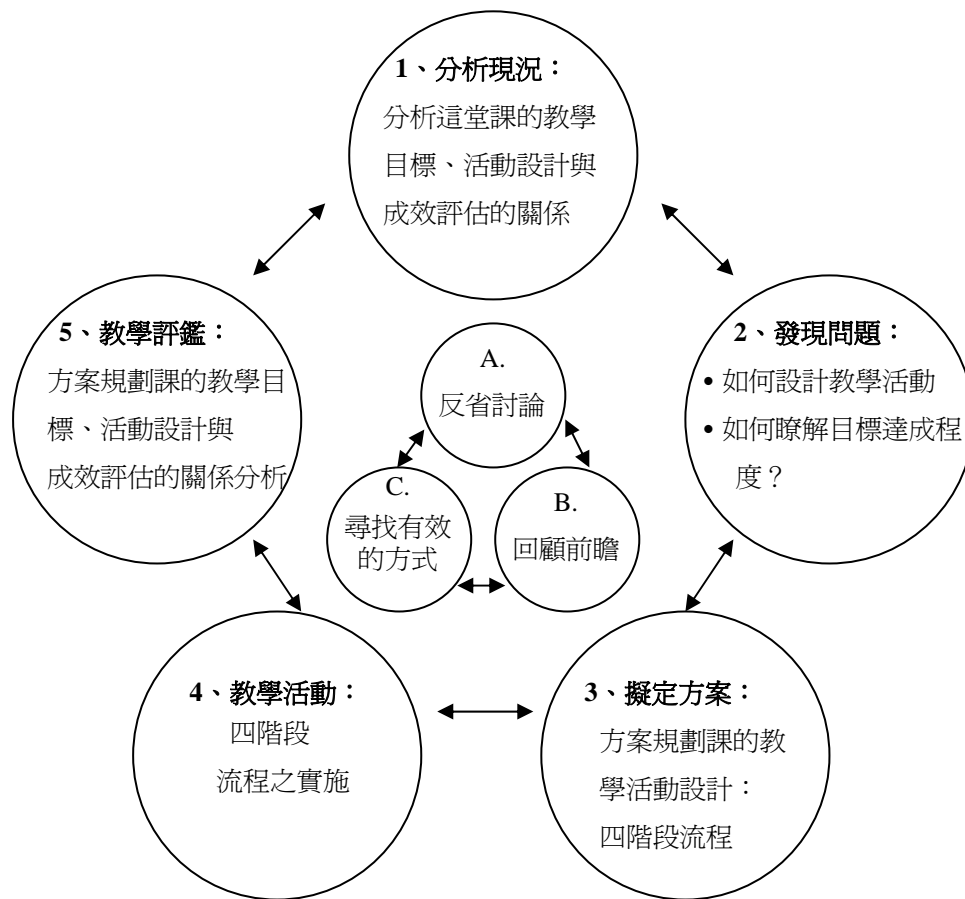 1、分析現況：
分析這堂課的教學
目標、活動設計與
成效評估的關係
2、發現問題：
• 如何設計教學活動
• 如何瞭解目標達成程
度？
3、擬定方案：
方案規劃課的教
學活動設計：
四階段流程
4、教學活動：
四階段
流程之實施
5、教學評鑑：
方案規劃課的教學目
標、活動設計與
成效評估的關係分析
A.
反省討論
B.
回顧前瞻
C.
尋找有效
的方式